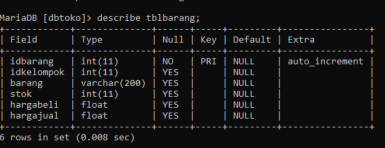 MariaDB [dbtoko]> describe tblbarang;
+------------+--------------+------+-----+---------+----------------+
| Field | Type | Null | Key | Default | Extra |
+------------+--------------+------+-----+---------+----------------+
| idbarang | int(11) | NO | PRI | NULL | auto_increment |
| idkelompok | int(11) | YES | | NULL | |
| barang | varchar(200) | YES | | NULL | |
| stok | int(11) | YES | | NULL | |
| hargabeli | float | YES | | NULL | |
| hargajual | float | YES | | NULL | |
+------------+--------------+------+-----+---------+----------------+
6 rows in set (0.008 sec)